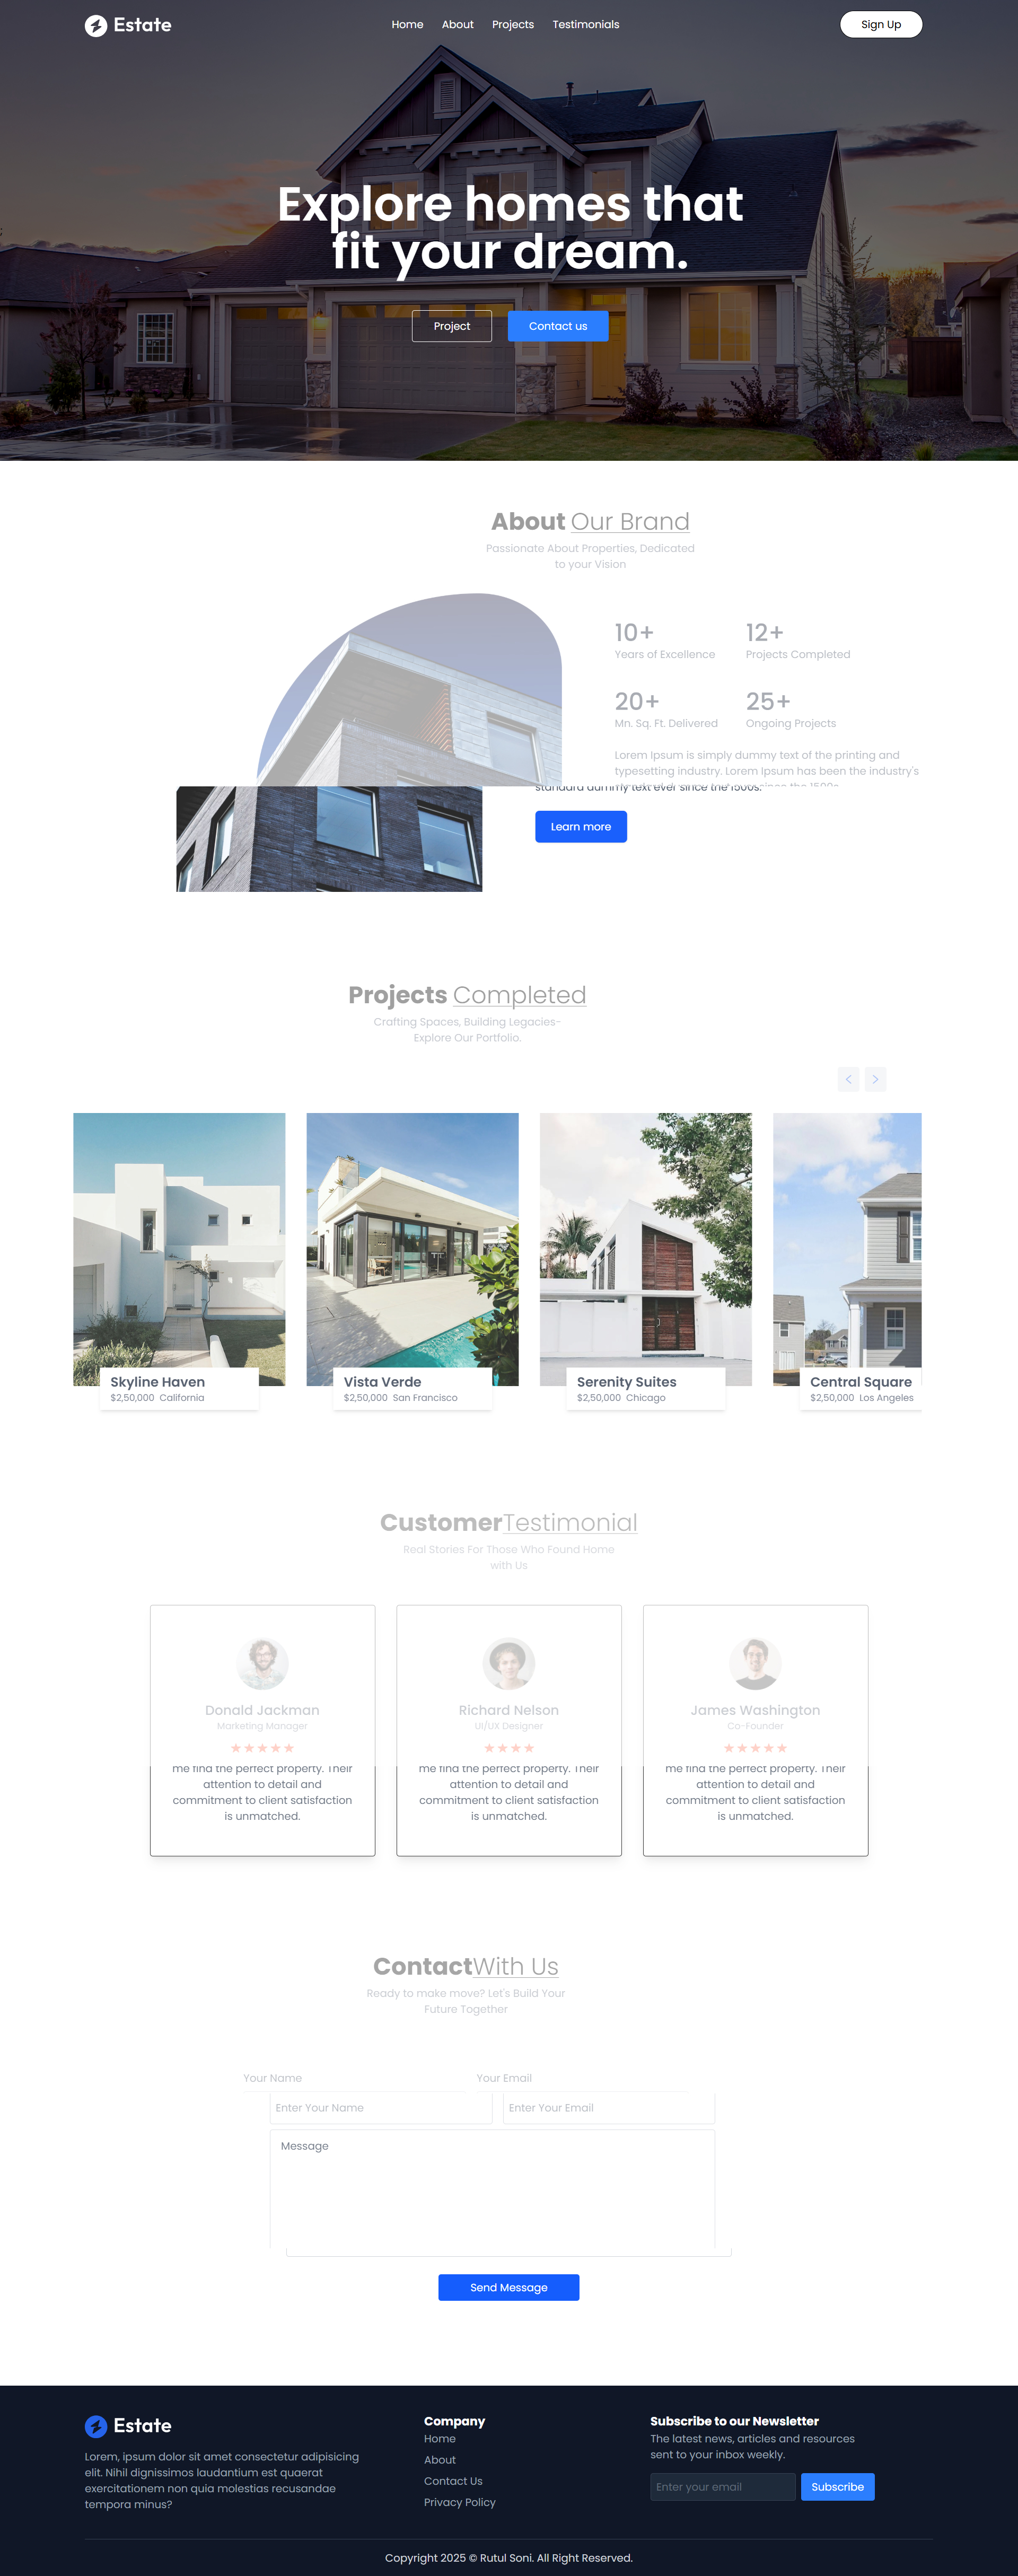 Estate
Home About Projects Testimonials
Sign Up
Explore homes that
fit your dream.
Project
Contact us
About Our Brand
Passionate About Properties, Dedicated
to your Vision
10+
Years of Excellence
12+
Projects Completed
20+
Mn. Sq. Ft. Delivered
25+
Ongoing Projects
Lorem Ipsum is simply dummy text of the printing and
typesetting industry. Lorem Ipsum has been the industry's
standard dummy text ever since the 1500s.
Learn more
Projects Completed
Crafting Spaces, Building Legacies-
Explore Our Portfolio.
Skyline Haven
$2,50,000 California
Vista Verde
$2,50,000 San Francisco
Serenity Suites
$2,50,000 Chicago
Central Square
$2,50,000 Los Angeles
CustomerTestimonial
Real Stories For Those Who Found Home
with Us
Donald Jackman
Marketing Manager
★★★★★
me find the perfect property. Their
attention to detail and
commitment to client satisfaction
is unmatched.
Richard Nelson
UI/UX Designer
★★★★
me find the perfect property. Their
attention to detail and
commitment to client satisfaction
is unmatched.
James Washington
Co-Founder
★★★★★
me find the perfect property. Their
attention to detail and
commitment to client satisfaction
is unmatched.
ContactWith Us
Ready to make move? Let's Build Your
Future Together
Your Name
Your Email
Enter Your Name
Enter Your Email
Message
Send Message
Estate
Lorem, ipsum dolor sit amet consectetur adipisicing
elit. Nihil dignissimos laudantium est quaerat
exercitationem non quia molestias recusandae
tempora minus?
Company
Home
About
Contact Us
Privacy Policy
Subscribe to our Newsletter
The latest news, articles and resources
sent to your inbox weekly.
Enter your email
Subscribe
Copyright 2025 © Rutul Soni. All Right Reserved.